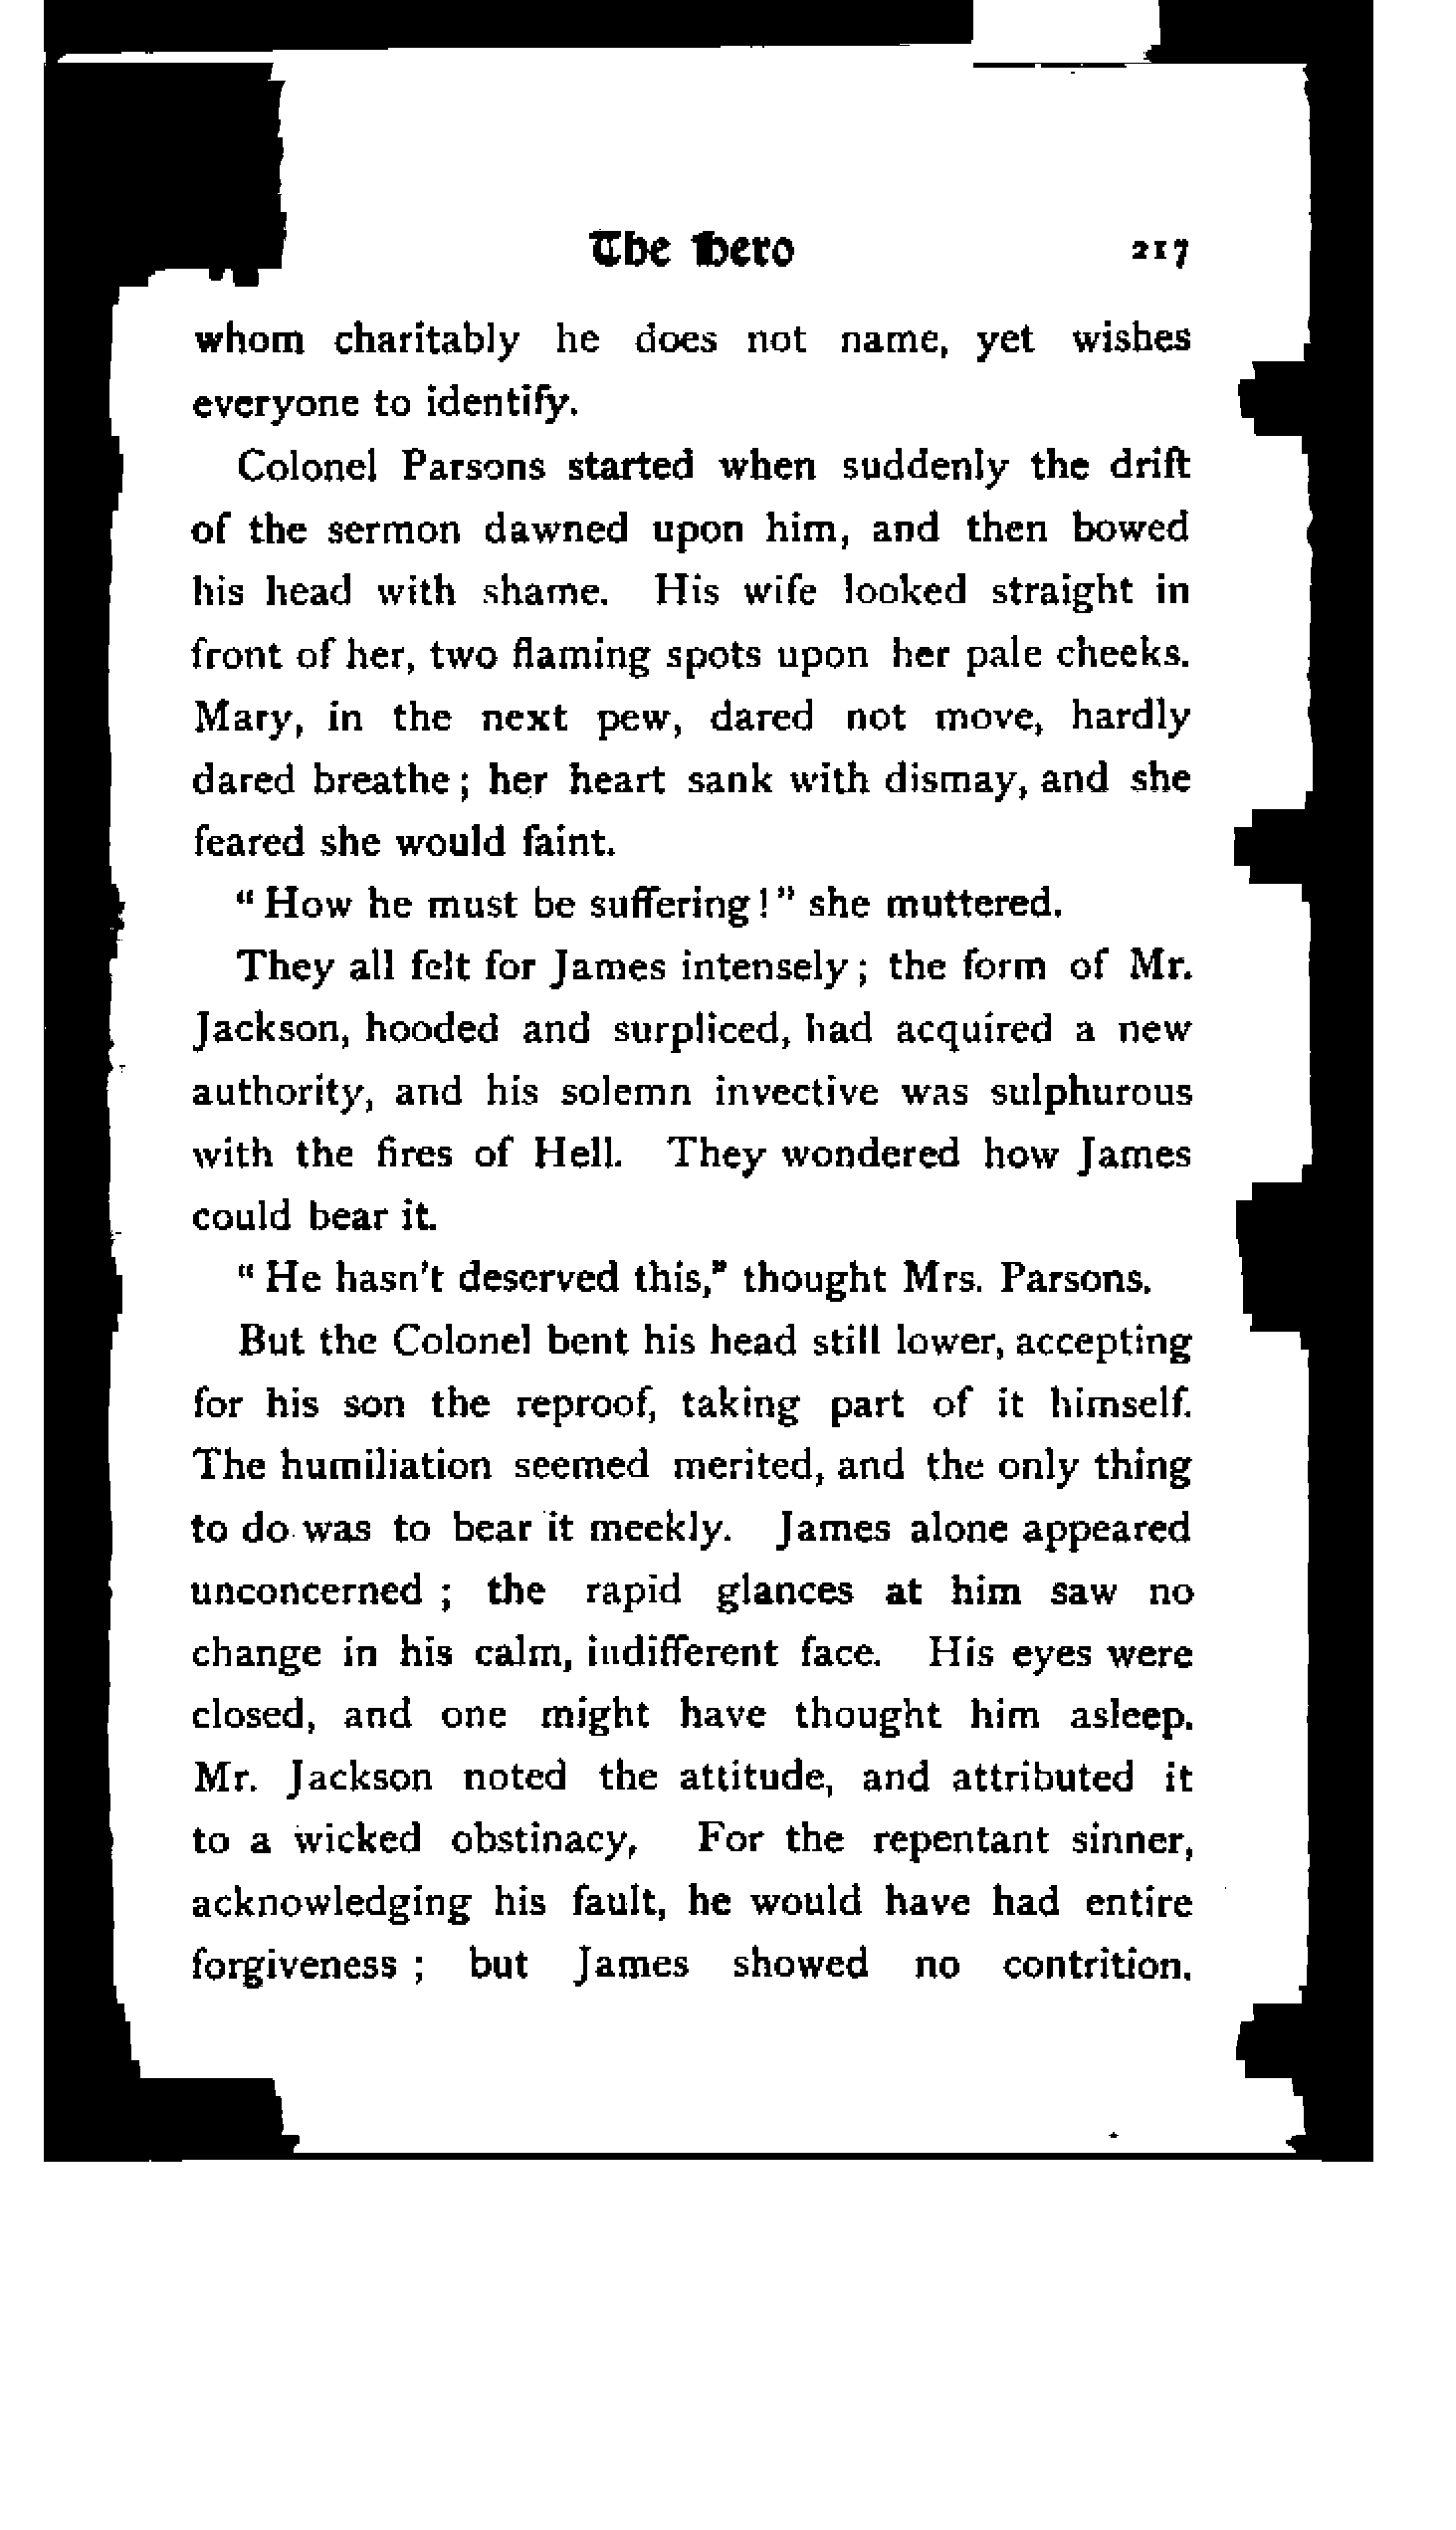 The Hero 217
whom charitably he does not name, yet wishes
everyone to identify.
Colonel Parsons started when suddenly the drift
of the sermon dawned upon him, and then bowed
his head with shame. His wife looked straight in
front of her, two flaming spots upon her pale cheeks.
Mary, in the next pew, dared not move, hardly
dared breathe; her heart sank with dismay, and she
feared she would faint.
"How he must be suffering!" she muttered.
They all felt for James intensely; the form of Mr.
Jackson, hooded and surpliced, had acquired a new
authority, and his solemn invective was sulphurous
with the fires of Hell. They wondered how James
could bear it.
"He hasn't deserved this," thought Mrs. Parsons.
But the Colonel bent his head still lower, accepting
for his son the reproof, taking part of it himself.
The humiliation seemed merited, and the only thing
to do was to bear it meekly. James alone appeared
unconcerned; the rapid glances at him saw no
change in his calm, indifferent face. His eyes were
closed, and one might have thought him asleep.
Mr. Jackson noted the attitude, and attributed it
to a wicked obstinacy, For the repentant sinner,
acknowledging his fault, he would have had entire
forgiveness; but James showed no contrition.